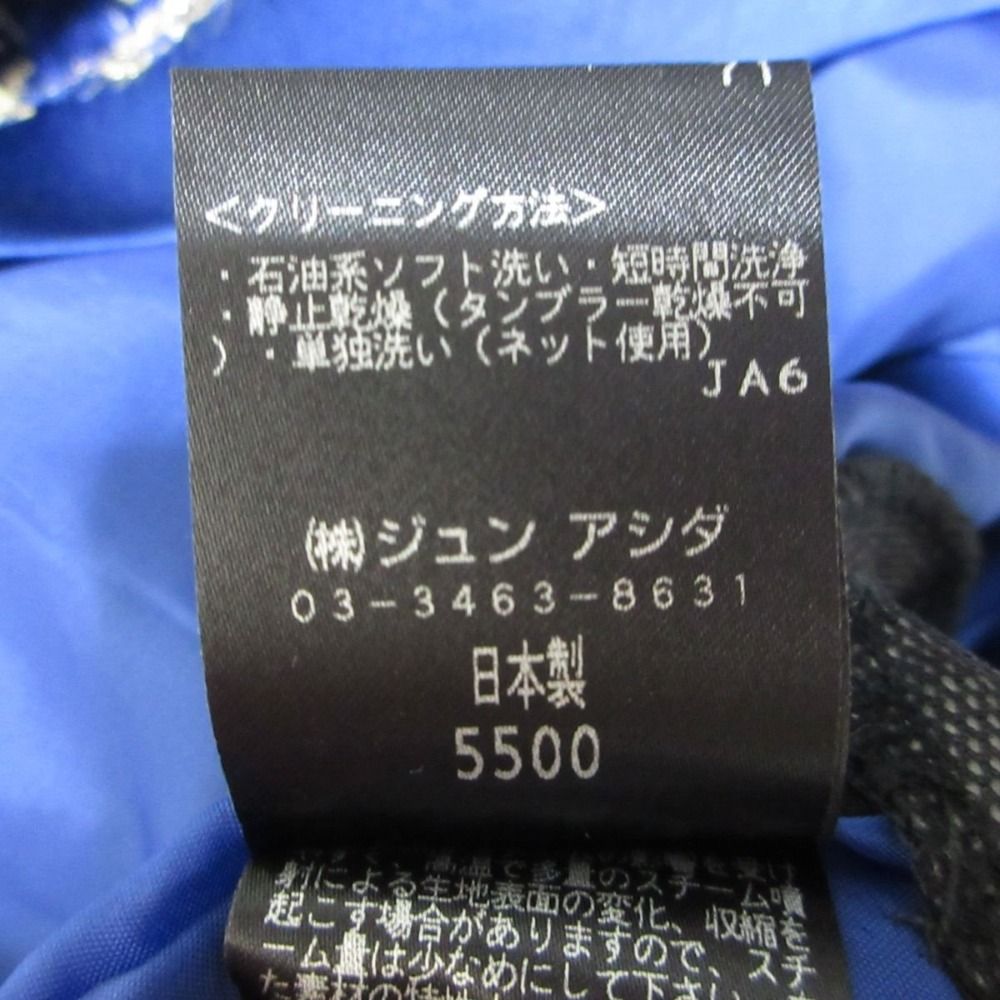 <クリーニング方法>
・石油系ソフト洗い・短時間洗浄
・静止乾燥(タンブラー乾燥不可
)・単独洗い(ネット使用)
JA6
(株)ジュン アシダ
03-3463-8631
日本製
5500
射による生地表面の変化、収縮を
起こす場合がありますので、スチ
ーム量は少なめにして下さい